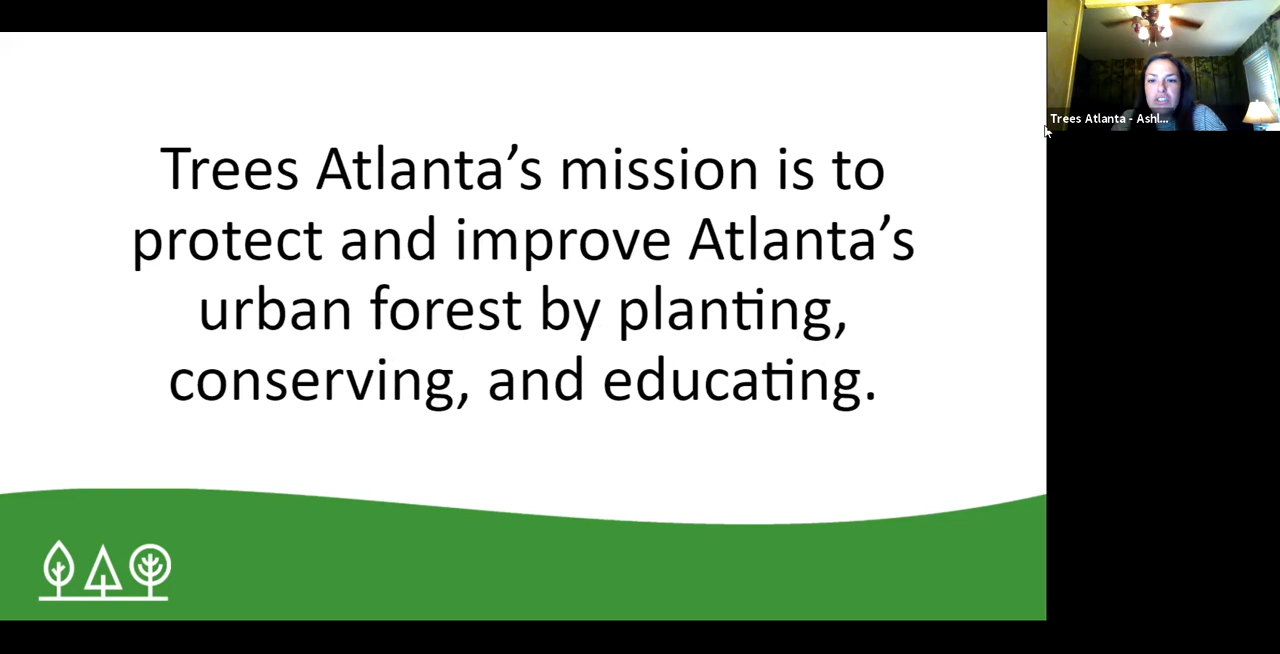 Trees Atlanta’s mission is to
protect and improve Atlanta’s
urban forest by planting,
conserving, and educating.
Trees Atlanta - Ashl...